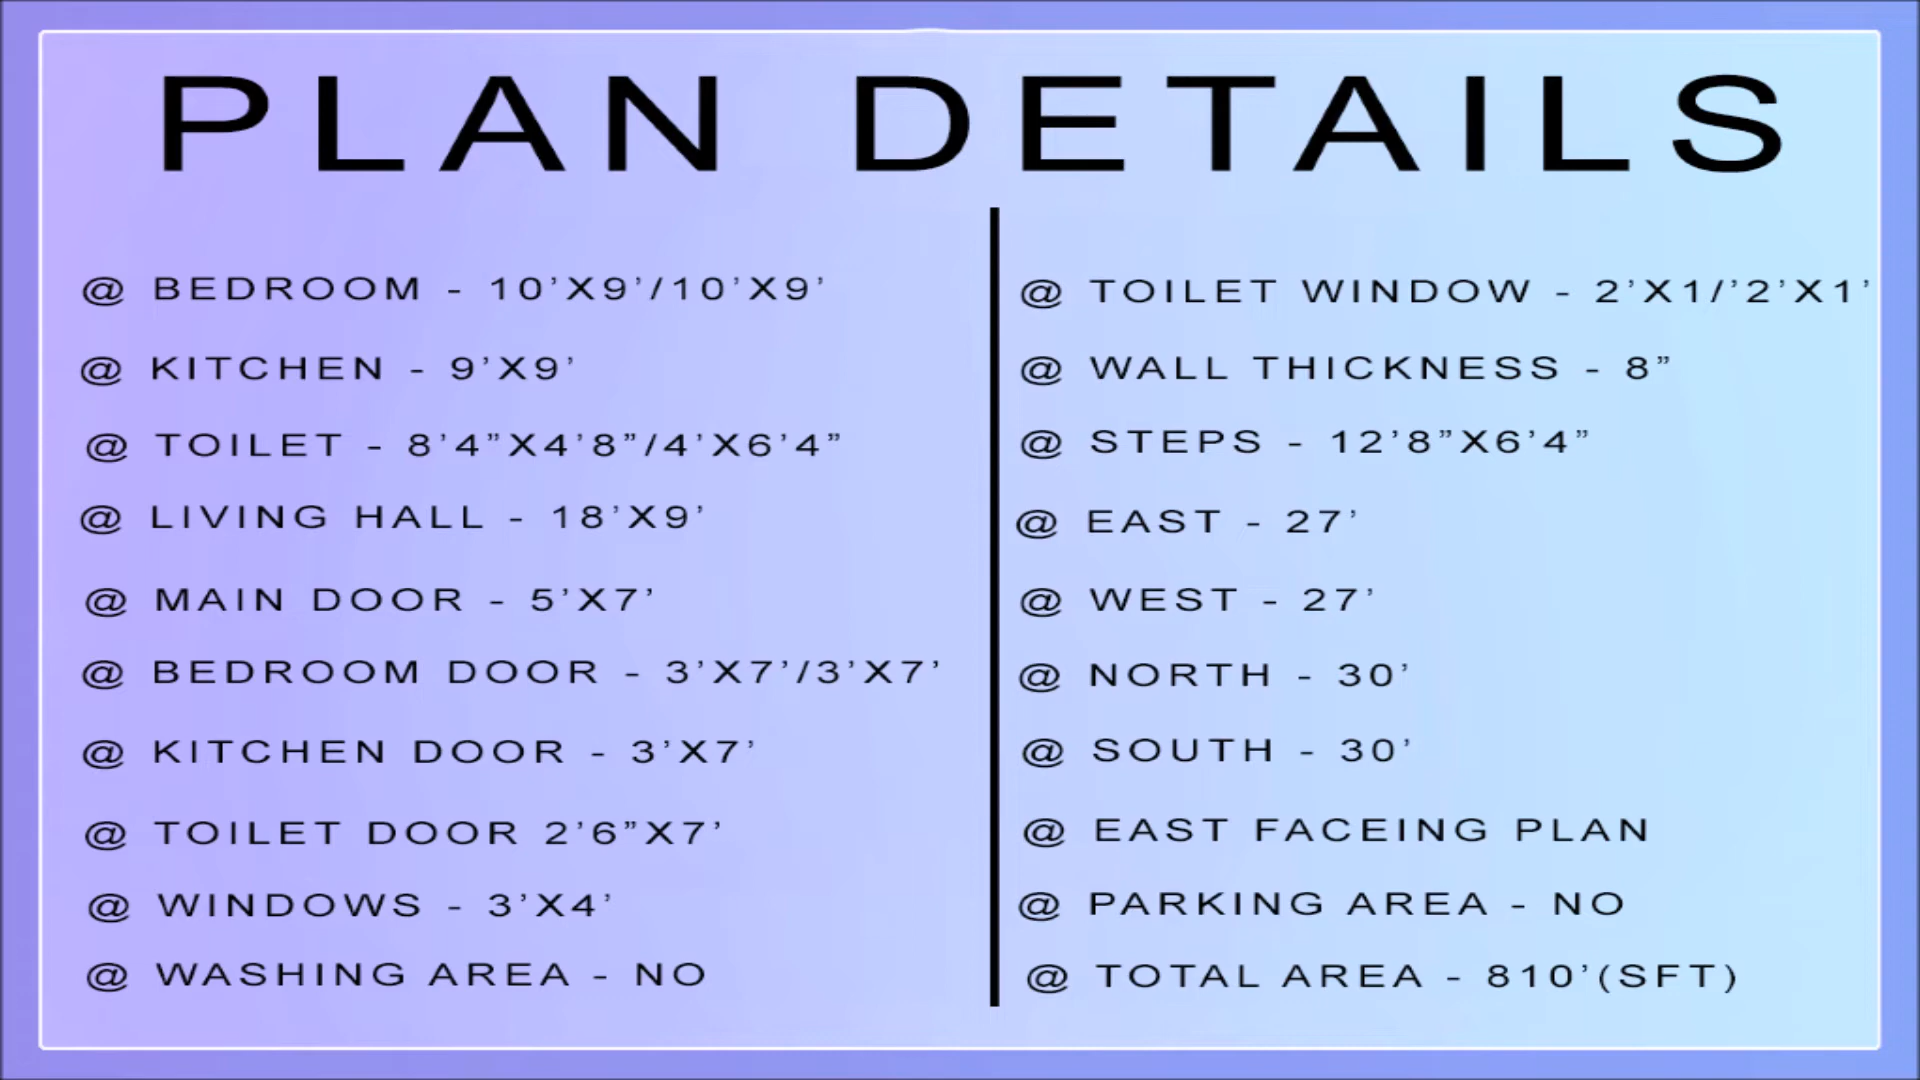 PLAN DETAILS
@ BEDROOM - 10’X9’/10’X9’
@ KITCHEN - 9’X9’
@ TOILET - 8’4”X4’8”/4’X6’4”
@ LIVING HALL - 18’X9’
@ MAIN DOOR - 5’X7’
@ BEDROOM DOOR - 3’X7’/3’X7’
@ KITCHEN DOOR - 3’X7’
@ TOILET DOOR 2’6”X7’
@ WINDOWS - 3’X4’
@ WASHING AREA - NO
@ TOILET WINDOW - 2’X1/’2’X1’
@ WALL THICKNESS - 8”
@ STEPS - 12’8”X6’4”
@ EAST - 27’
@ WEST - 27’
@ NORTH - 30’
@ SOUTH - 30’
@ EAST FACEING PLAN
@ PARKING AREA - NO
@ TOTAL AREA - 810’(SFT)